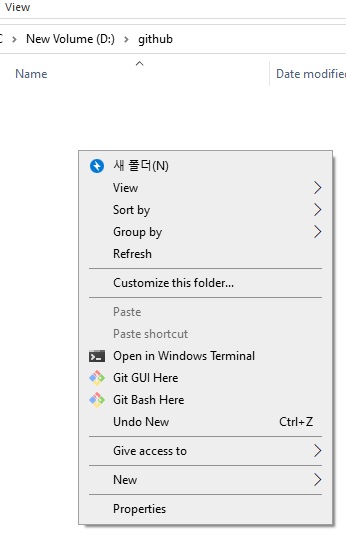 View
New Volume (D:) > github
Name Date modified
새 폴더(N)
View
Sort by
Group by
Refresh
Customize this folder...
Paste
Paste shortcut
Open in Windows Terminal
Git GUI Here
Git Bash Here
Undo New Ctrl+Z
Give access to
New
Properties